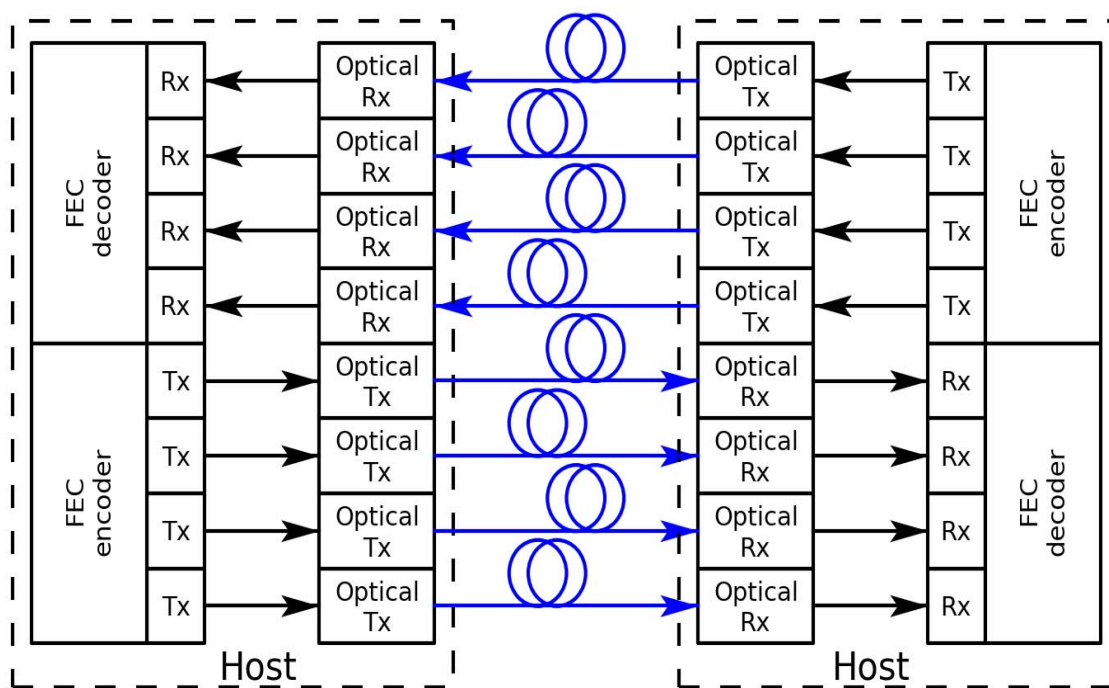 FEC
decoder
Rx
Rx
Rx
Rx
FEC
encoder
Tx
Tx
Tx
Tx
Optical
Rx
Optical
Rx
Optical
Rx
Optical
Rx
Optical
Tx
Optical
Tx
Optical
Tx
Optical
Tx
Host
Optical
Tx
Optical
Tx
Optical
Tx
Optical
Tx
Optical
Rx
Optical
Rx
Optical
Rx
Optical
Rx
Tx
Tx
Tx
Tx
FEC
encoder
Rx
Rx
Rx
Rx
FEC
decoder
Host